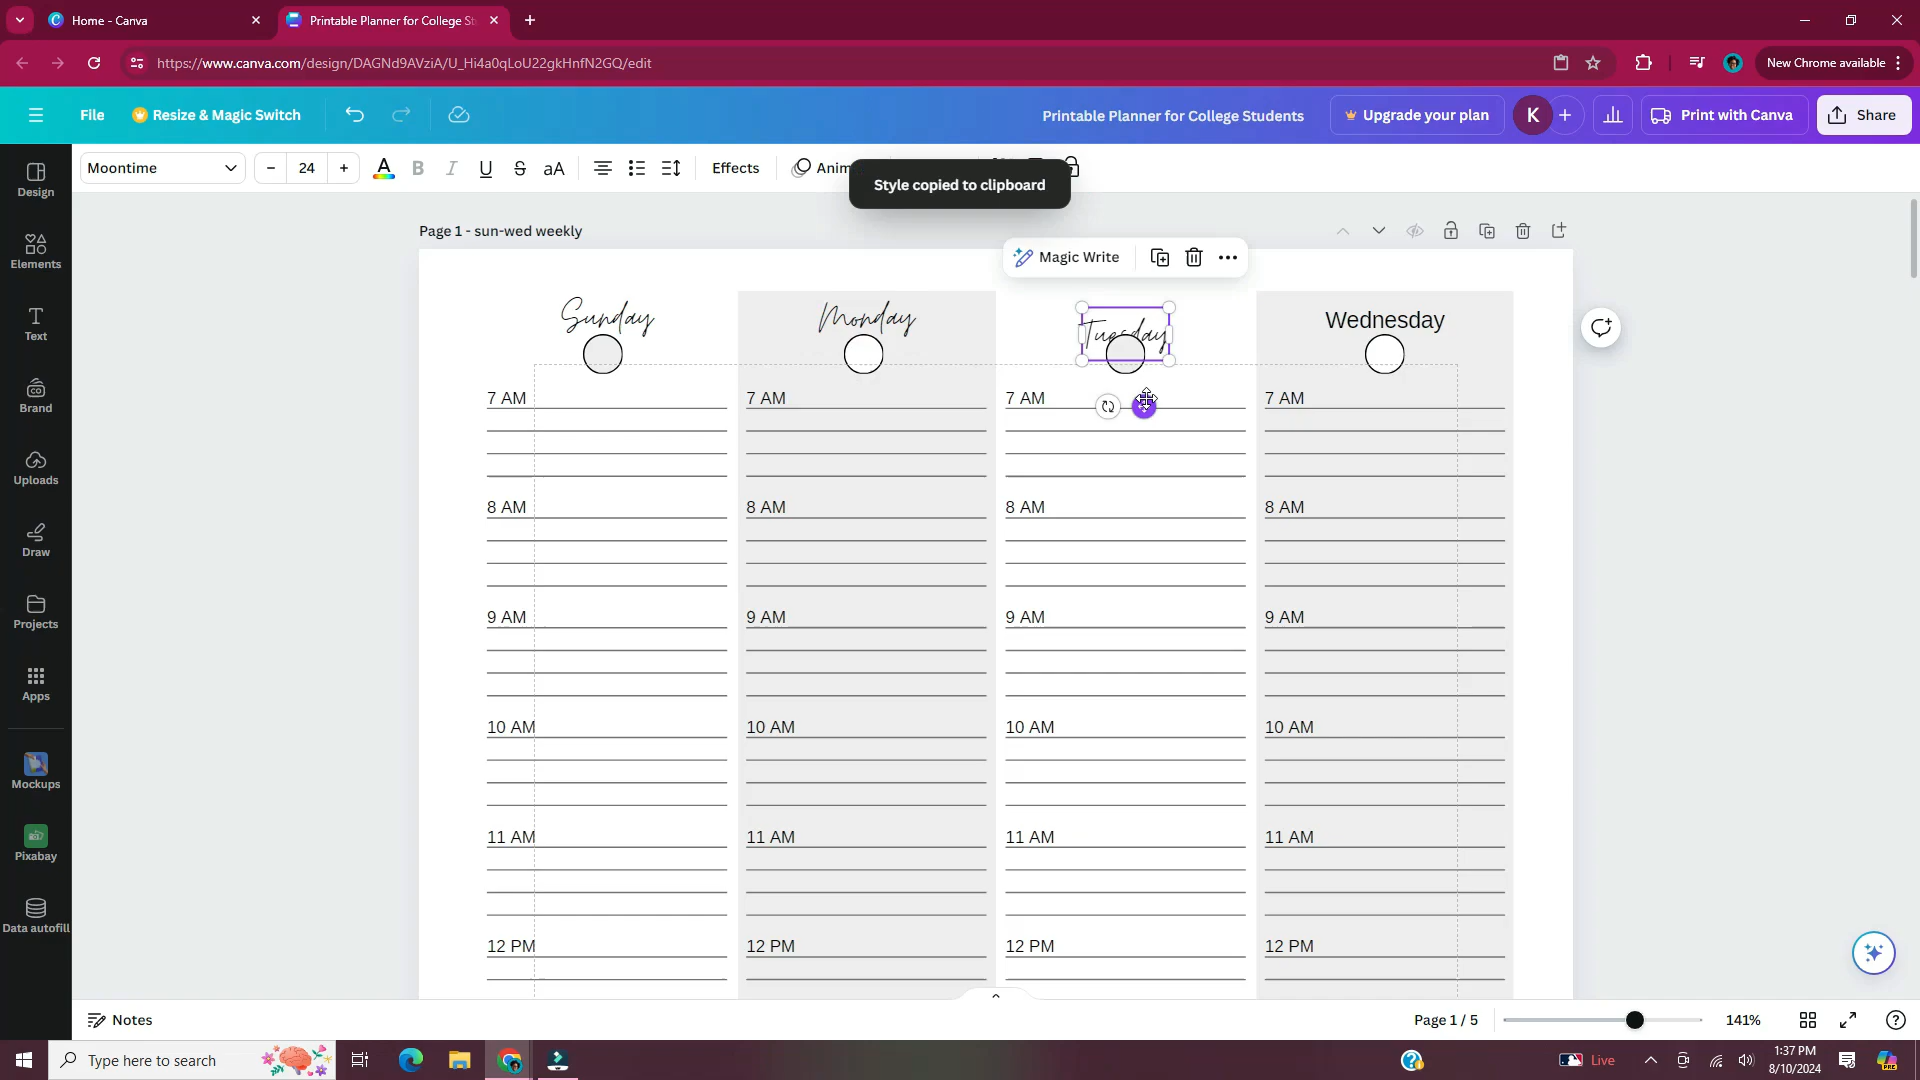 Home - Canva
Printable Planner for College St
https://www.canva.com/design/DAGNd9AVziA/U_Hi4a0qLoU22gkHnfN2GQ/edit
New Chrome available
File
Resize & Magic Switch
Printable Planner for College Students
Upgrade your plan
K
Print with Canva
Share
Moontime
24
A
B
I
U
S
aA
Effects
Anim
Style copied to clipboard
Design
Elements
Text
Brand
Uploads
Draw
Projects
Apps
Mockups
Pixabay
Data autofill
Page 1 - sun-wed weekly
Magic Write
Sunday
Monday
Tuesday
Wednesday
7 AM
7 AM
7 AM
7 AM
8 AM
8 AM
8 AM
8 AM
9 AM
9 AM
9 AM
9 AM
10 AM
10 AM
10 AM
10 AM
11 AM
11 AM
11 AM
11 AM
12 PM
12 PM
12 PM
12 PM
Notes
Page 1 / 5
141%
Type here to search
Live
1:37 PM
8/10/2024